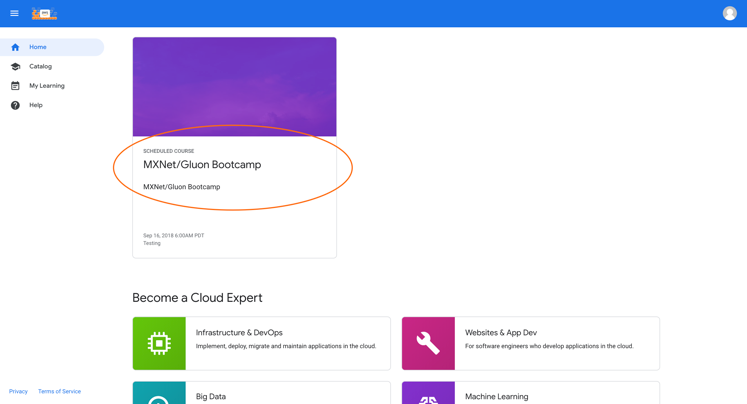 Home
Catalog
My Learning
Help
SCHEDULED COURSE
MXNet/Gluon Bootcamp
MXNet/Gluon Bootcamp
Sep 16, 2018 6:00AM PDT
Testing
Become a Cloud Expert
Infrastructure & DevOps
Implement, deploy, migrate and maintain applications in the cloud.
Websites & App Dev
For software engineers who develop applications in the cloud.
Big Data
Machine Learning
Privacy
Terms of Service